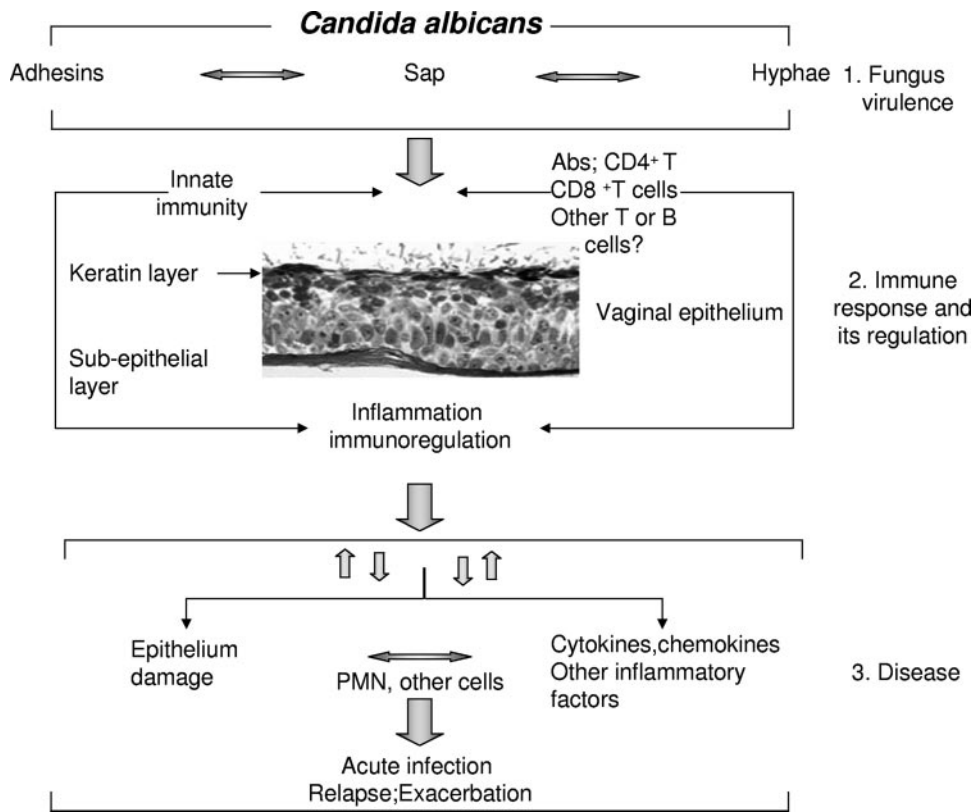 Candida albicans
Adhesins
Sap
Hyphae
1. Fungus
virulence
Innate
immunity
Abs; CD4⁺ T
CD8 ⁺T cells
Other T or B
cells?
Keratin layer
Vaginal epithelium
2. Immune
response and
its regulation
Sub-epithelial
layer
Inflammation
immunoregulation
Epithelium
damage
PMN, other cells
Cytokines,chemokines
Other inflammatory
factors
3. Disease
Acute infection
Relapse;Exacerbation